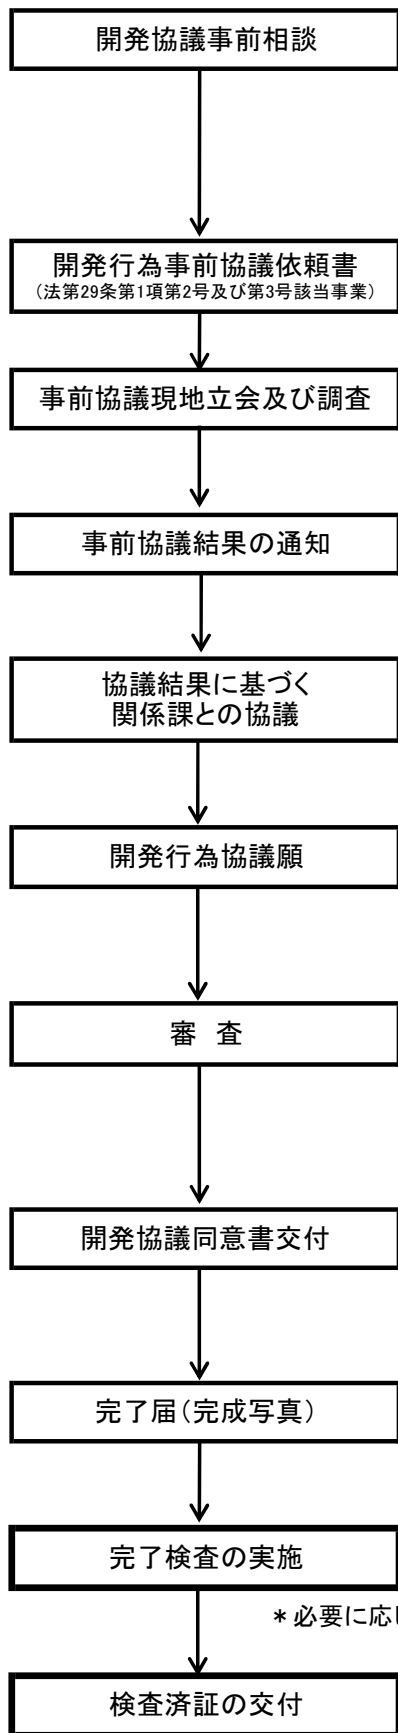 開発協議事前相談
開発行為事前協議依頼書
(法第29条第1項第2号及び第3号該当事業)
事前協議現地立会及び調査
事前協議結果の通知
協議結果に基づく
関係課との協議
開発行為協議願
審 査
開発協議同意書交付
完了届(完成写真)
完了検査の実施
*必要に応
検査済証の交付